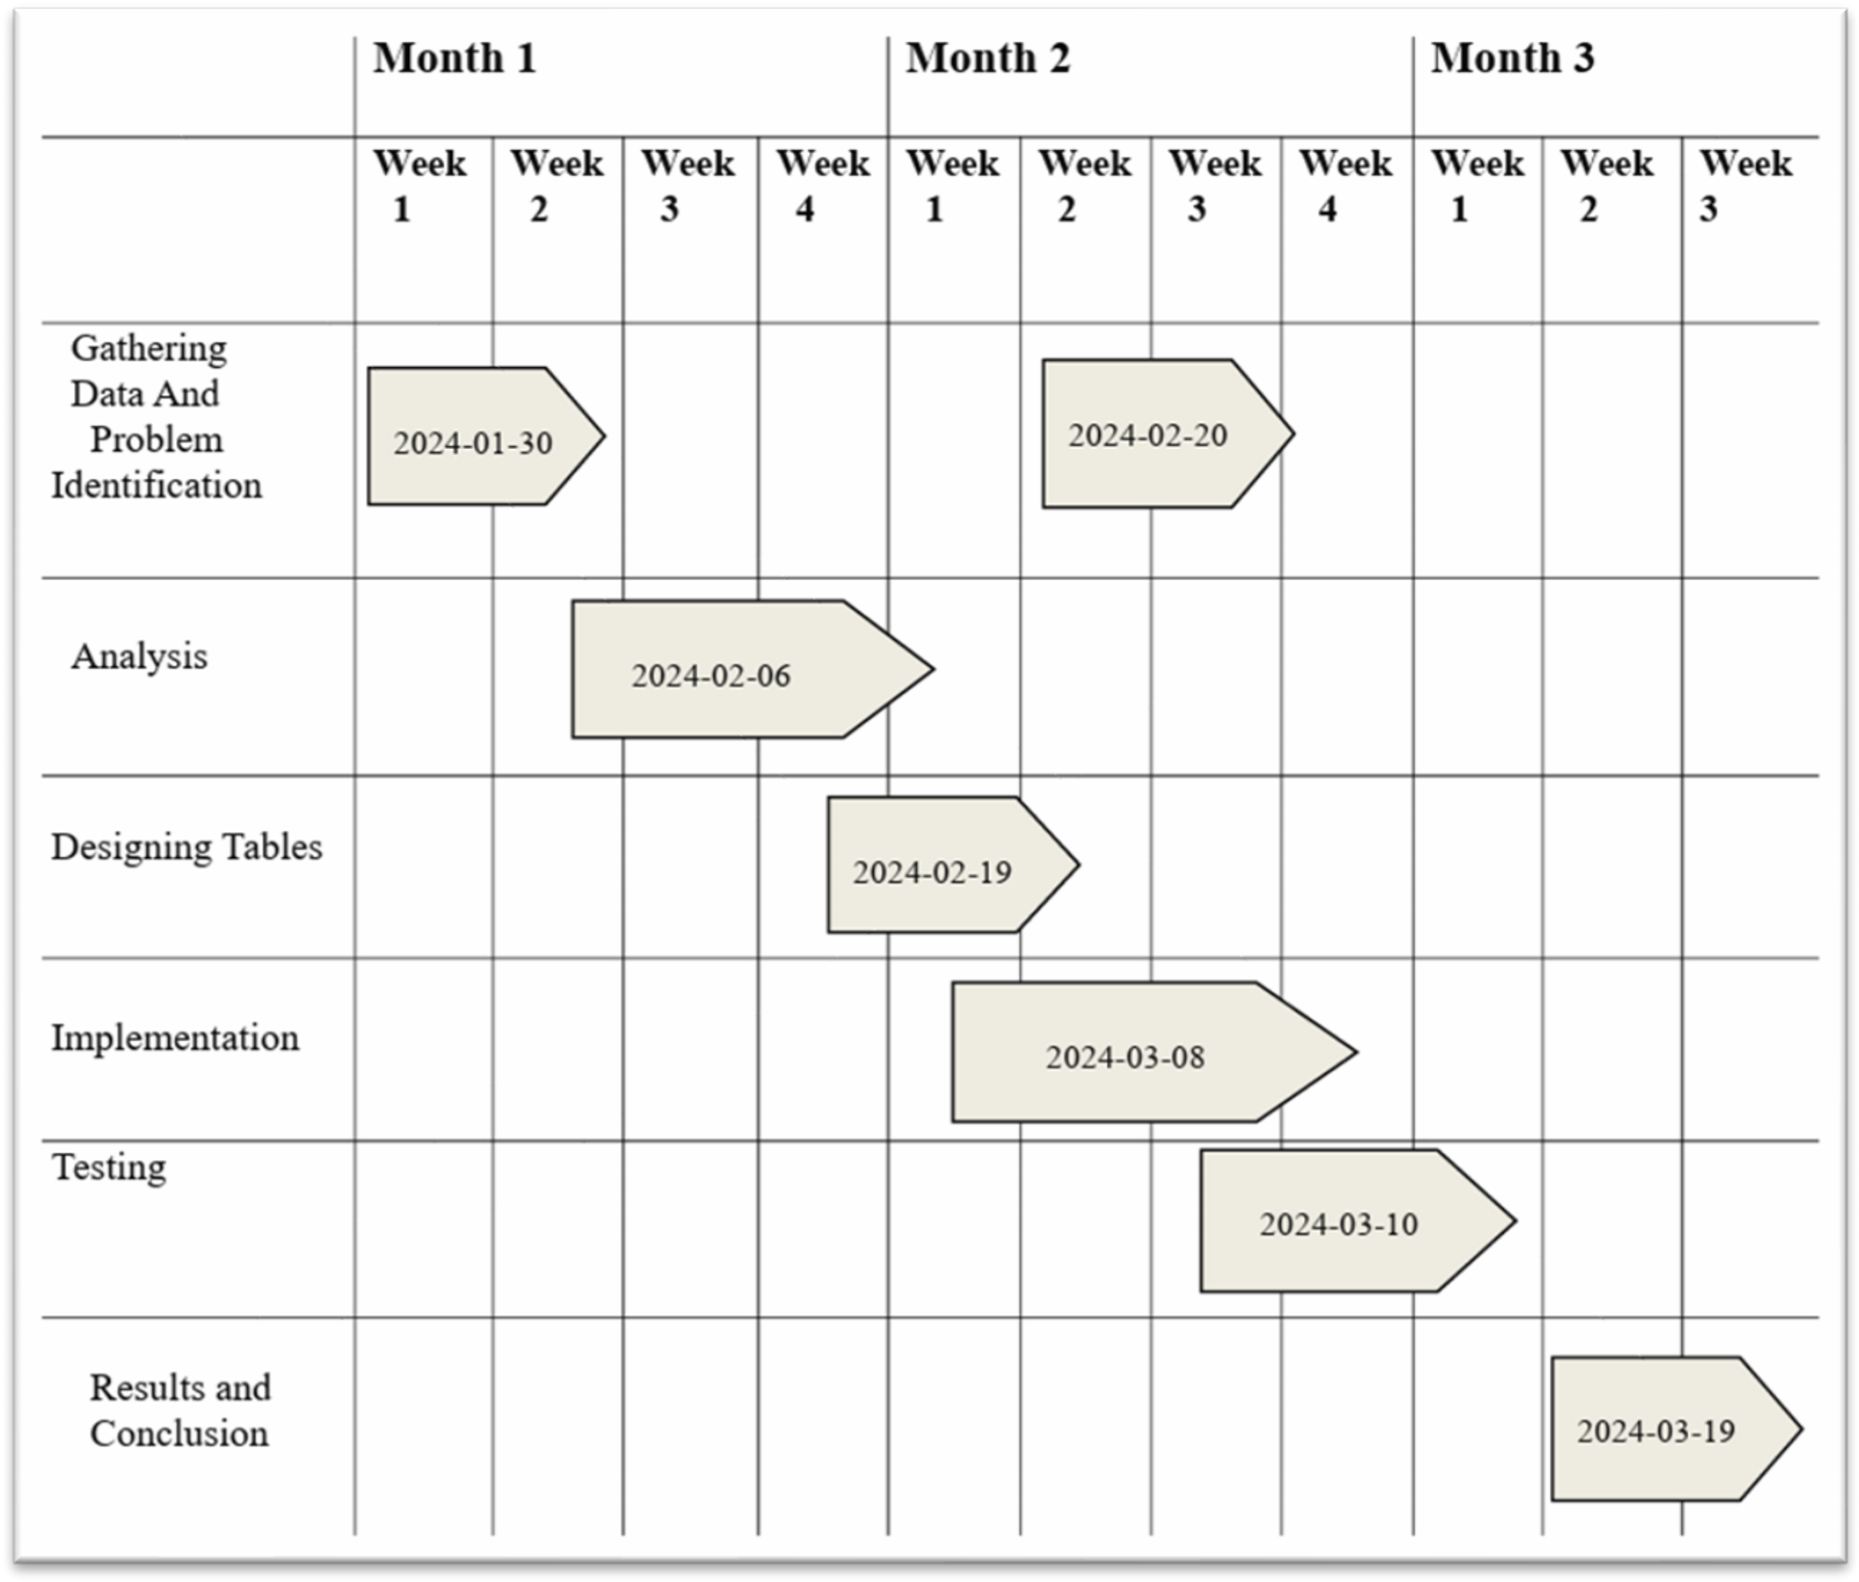 Month 1
Month 2
Month 3
Week
1
Week
2
Week
3
Week
4
Week
1
Week
2
Week
3
Week
4
Week
1
Week
2
Week
3
Gathering
Data And
Problem
Identification
2024-01-30
2024-02-20
Analysis
2024-02-06
Designing Tables
2024-02-19
Implementation
2024-03-08
Testing
2024-03-10
Results and
Conclusion
2024-03-19